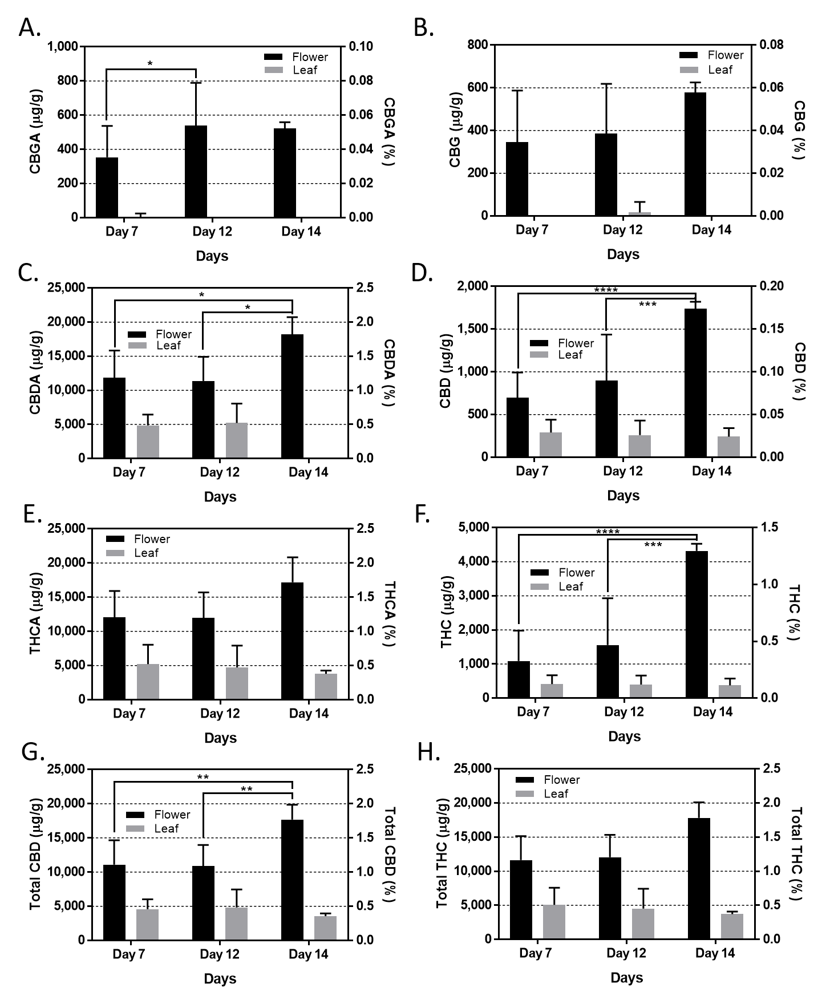 A.
1,000
800
600
400
200
0
CBGA (µg/g)
*
Flower
Leaf
0.10
0.08
0.06
0.04
0.02
0.00
CBGA (%)
Day 7 Day 12 Day 14
Days
B.
800
600
400
200
0
CBG (µg/g)
Flower
Leaf
0.08
0.06
0.04
0.02
0.00
CBG (%)
Day 7 Day 12 Day 14
Days
C.
25,000
20,000
15,000
10,000
5,000
0
CBDA (µg/g)
*
*
Flower
Leaf
2.5
2.0
1.5
1.0
0.5
0.0
CBDA (%)
Day 7 Day 12 Day 14
Days
D.
2,000
1,500
1,000
500
0
CBD (µg/g)
****
***
Flower
Leaf
0.20
0.15
0.10
0.05
0.00
CBD (%)
Day 7 Day 12 Day 14
Days
E.
25,000
20,000
15,000
10,000
5,000
0
THCA (µg/g)
Flower
Leaf
2.5
2.0
1.5
1.0
0.5
0.0
THCA (%)
Day 7 Day 12 Day 14
Days
F.
5,000
4,000
3,000
2,000
1,000
0
THC (µg/g)
****
***
Flower
Leaf
1.5
1.0
0.5
0.0
THC (%)
Day 7 Day 12 Day 14
Days
G.
25,000
20,000
15,000
10,000
5,000
0
Total CBD (µg/g)
**
**
Flower
Leaf
2.5
2.0
1.5
1.0
0.5
0.0
Total CBD (%)
Day 7 Day 12 Day 14
Days
H.
25,000
20,000
15,000
10,000
5,000
0
Total THC (µg/g)
Flower
Leaf
2.5
2.0
1.5
1.0
0.5
0.0
Total THC (%)
Day 7 Day 12 Day 14
Days